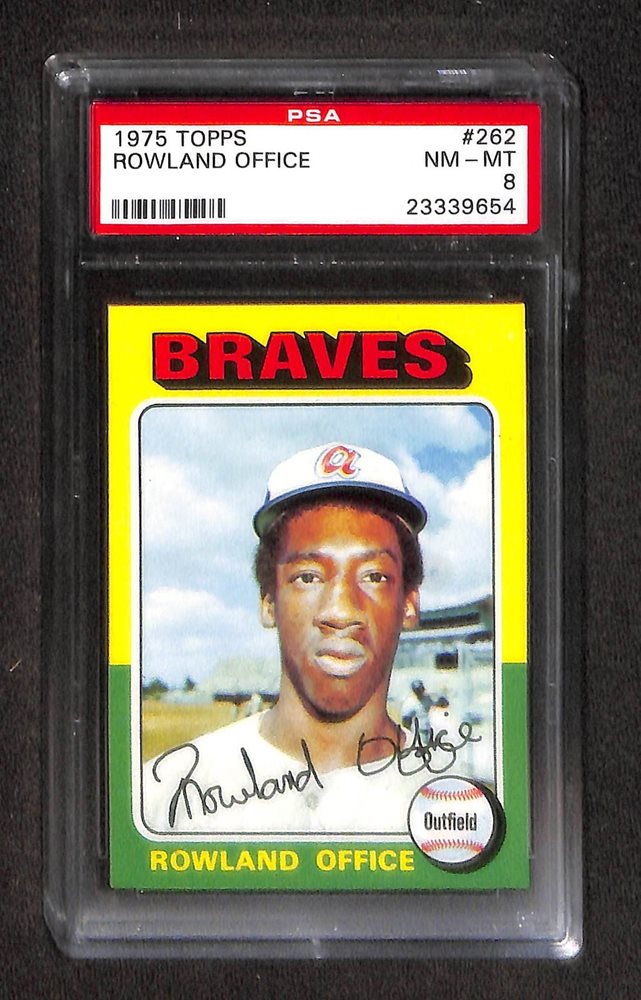 PSA
1975 TOPPS #262
ROWLAND OFFICE NM - MT
8
23339654
BRAVES
a
Rowland Office
Outfield
ROWLAND OFFICE